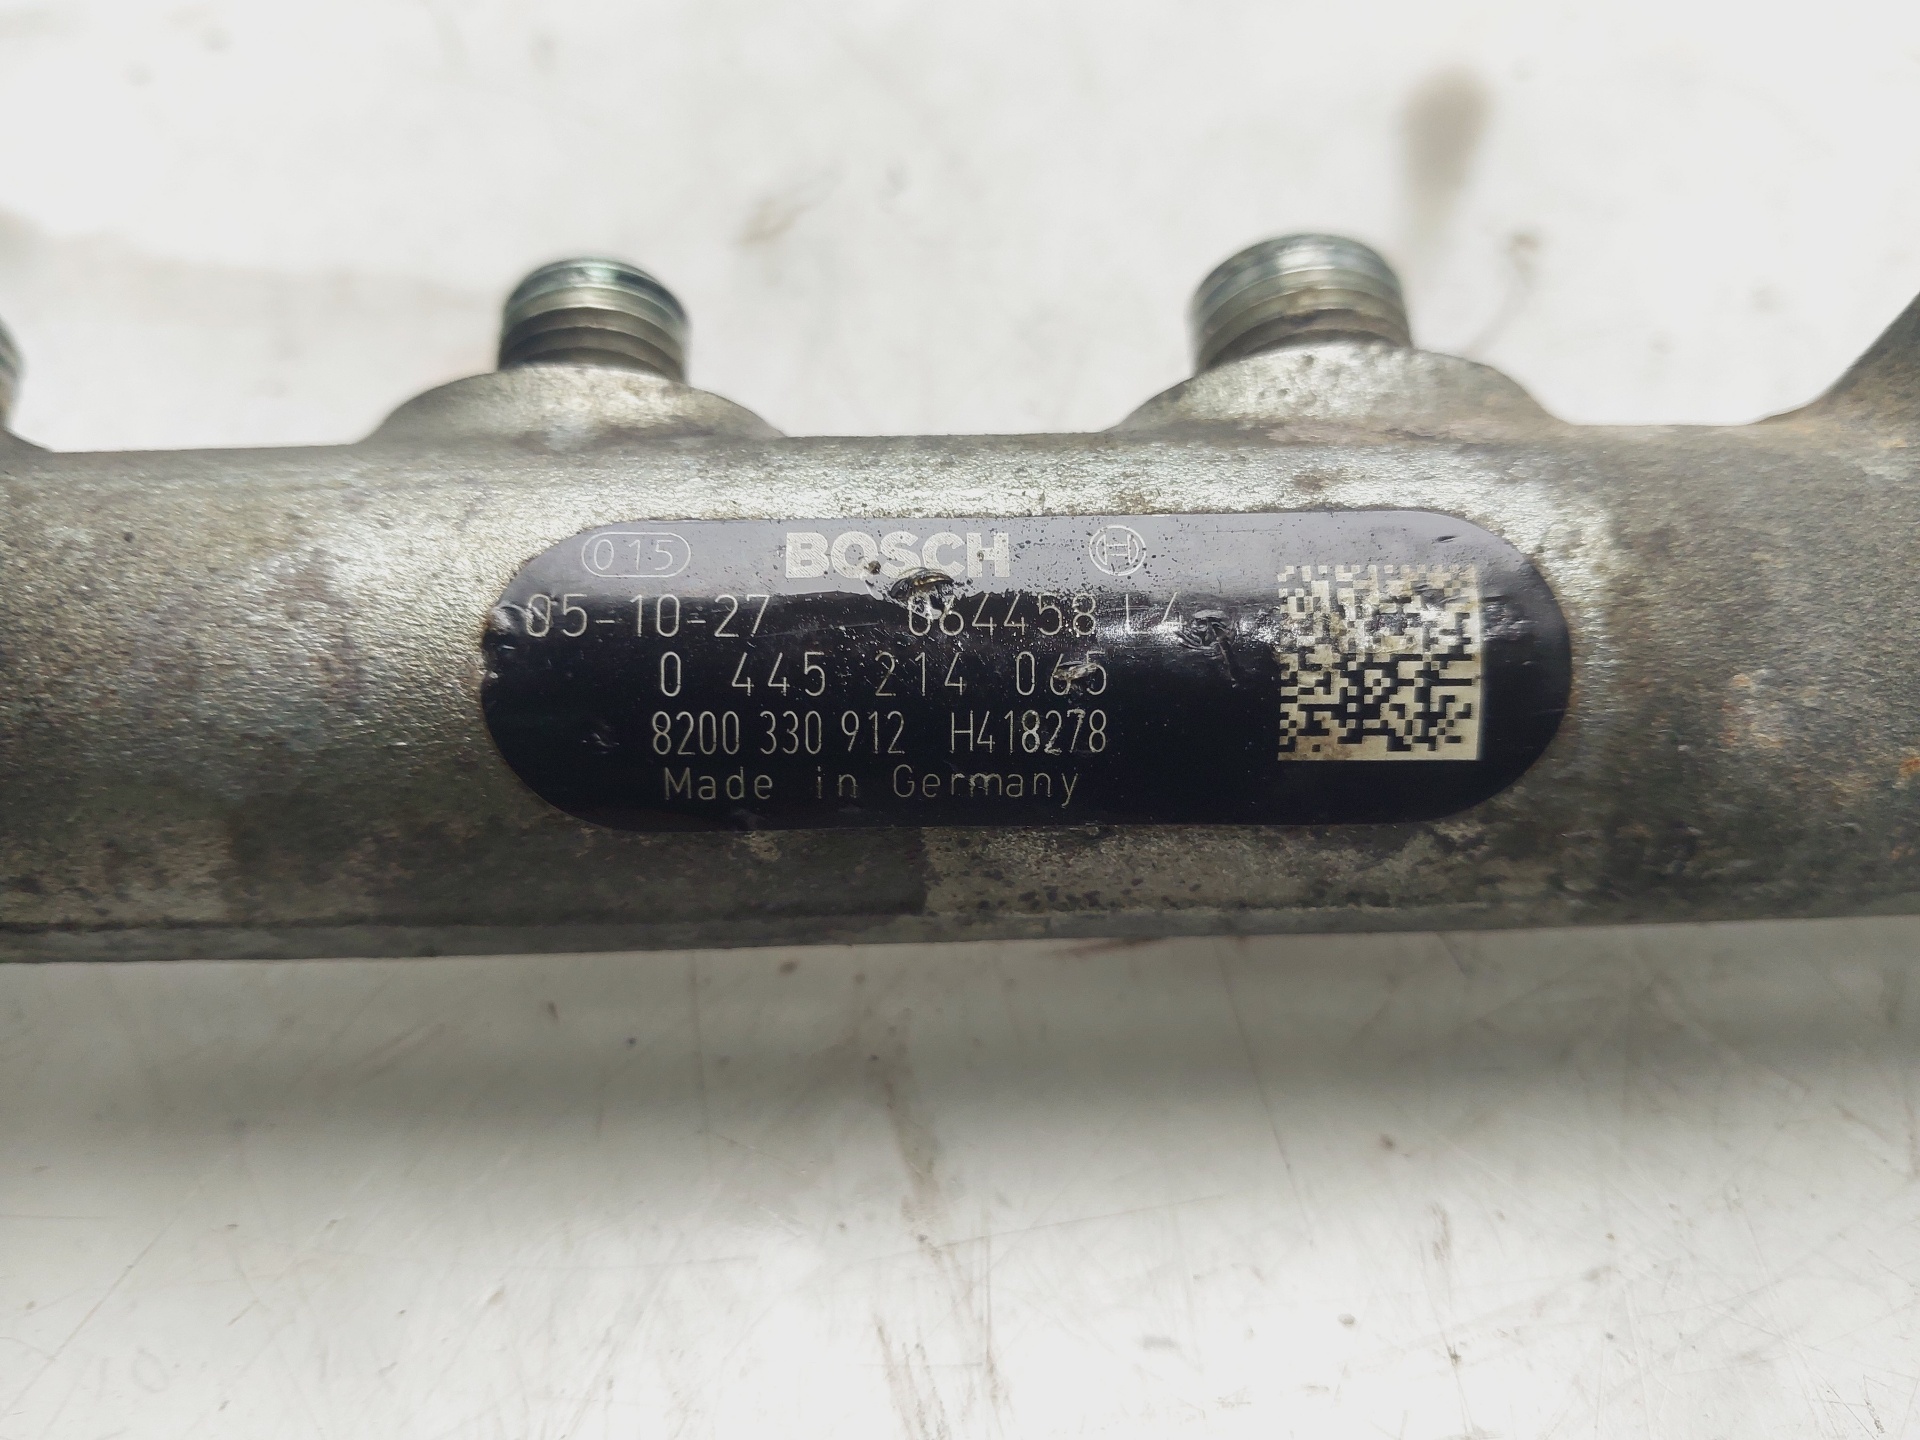 015 BOSCH
05-10-27 064458 L4
0 445 214 065
8200 330 912 H418278
Made in Germany